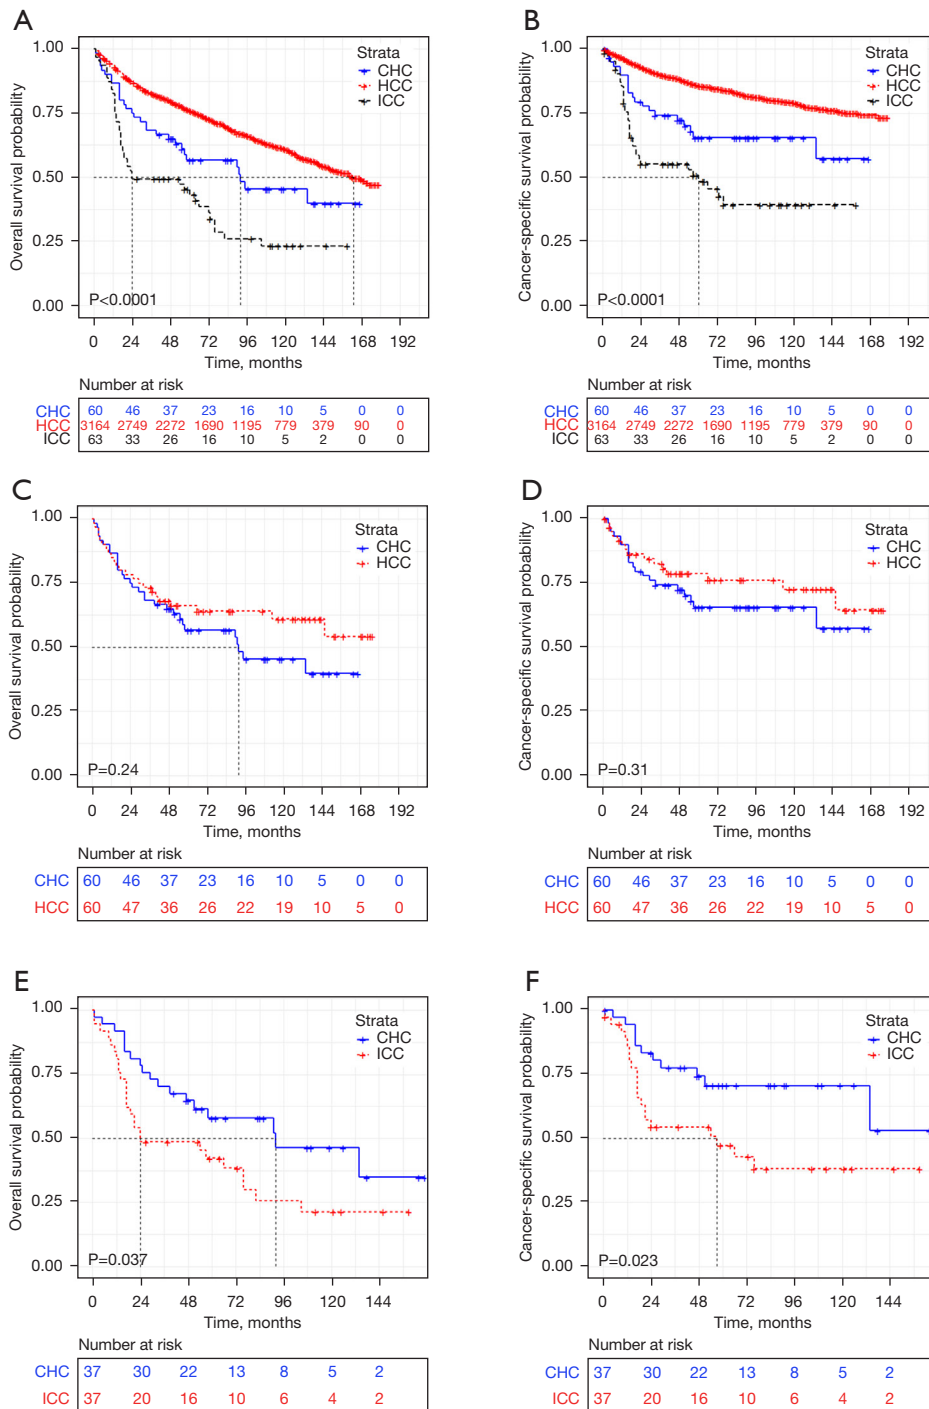 A
Overall survival probability
1.00
0.75
0.50
0.25
0.00
Strata
CHC
HCC
ICC
P<0.0001
0 24 48 72 96 120 144 168 192
Time, months
Number at risk
CHC 60 46 37 23 16 10 5 0 0
HCC 3164 2749 2272 1690 1195 779 379 90 0
ICC 63 33 26 16 10 5 2 0 0
B
Cancer-specific survival probability
1.00
0.75
0.50
0.25
0.00
Strata
CHC
HCC
ICC
P<0.0001
0 24 48 72 96 120 144 168 192
Time, months
Number at risk
CHC 60 46 37 23 16 10 5 0 0
HCC 3164 2749 2272 1690 1195 779 379 90 0
ICC 63 33 26 16 10 5 2 0 0
C
Overall survival probability
1.00
0.75
0.50
0.25
0.00
Strata
CHC
HCC
P=0.24
0 24 48 72 96 120 144 168 192
Time, months
Number at risk
CHC 60 46 37 23 16 10 5 0 0
HCC 60 47 36 26 22 19 10 5 0
D
Cancer-specific survival probability
1.00
0.75
0.50
0.25
0.00
Strata
CHC
HCC
P=0.31
0 24 48 72 96 120 144 168 192
Time, months
Number at risk
CHC 60 46 37 23 16 10 5 0 0
HCC 60 47 36 26 22 19 10 5 0
E
Overall survival probability
1.00
0.75
0.50
0.25
0.00
Strata
CHC
ICC
P=0.037
0 24 48 72 96 120 144
Time, months
Number at risk
CHC 37 30 22 13 8 5 2
ICC 37 20 16 10 6 4 2
F
Cancer-specific survival probability
1.00
0.75
0.50
0.25
0.00
Strata
CHC
ICC
P=0.023
0 24 48 72 96 120 144
Time, months
Number at risk
CHC 37 30 22 13 8 5 2
ICC 37 20 16 10 6 4 2